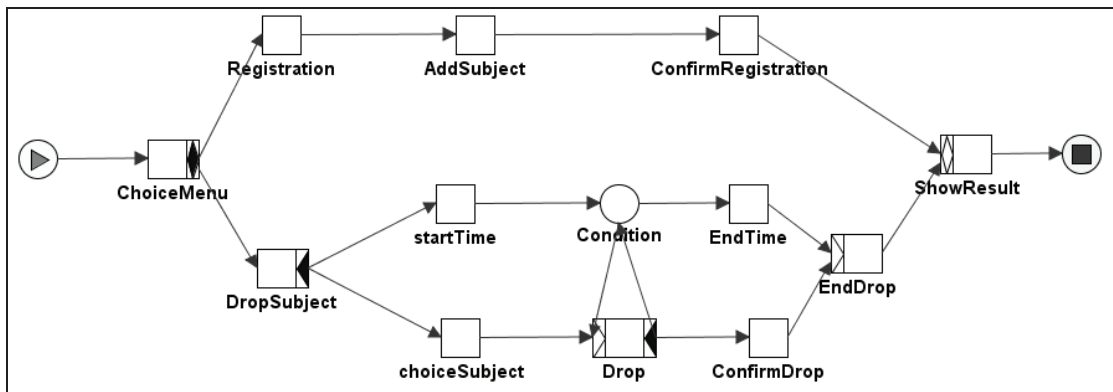 Registration
AddSubject
ConfirmRegistration
ChoiceMenu
ShowResult
startTime
Condition
EndTime
DropSubject
EndDrop
choiceSubject
Drop
ConfirmDrop